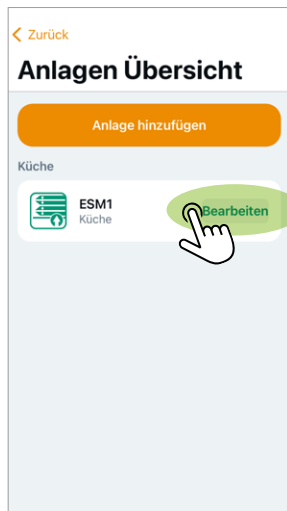 Zurück
Anlagen Übersicht
Anlage hinzufügen
Küche
ESM1
Bearbeiten
Küche